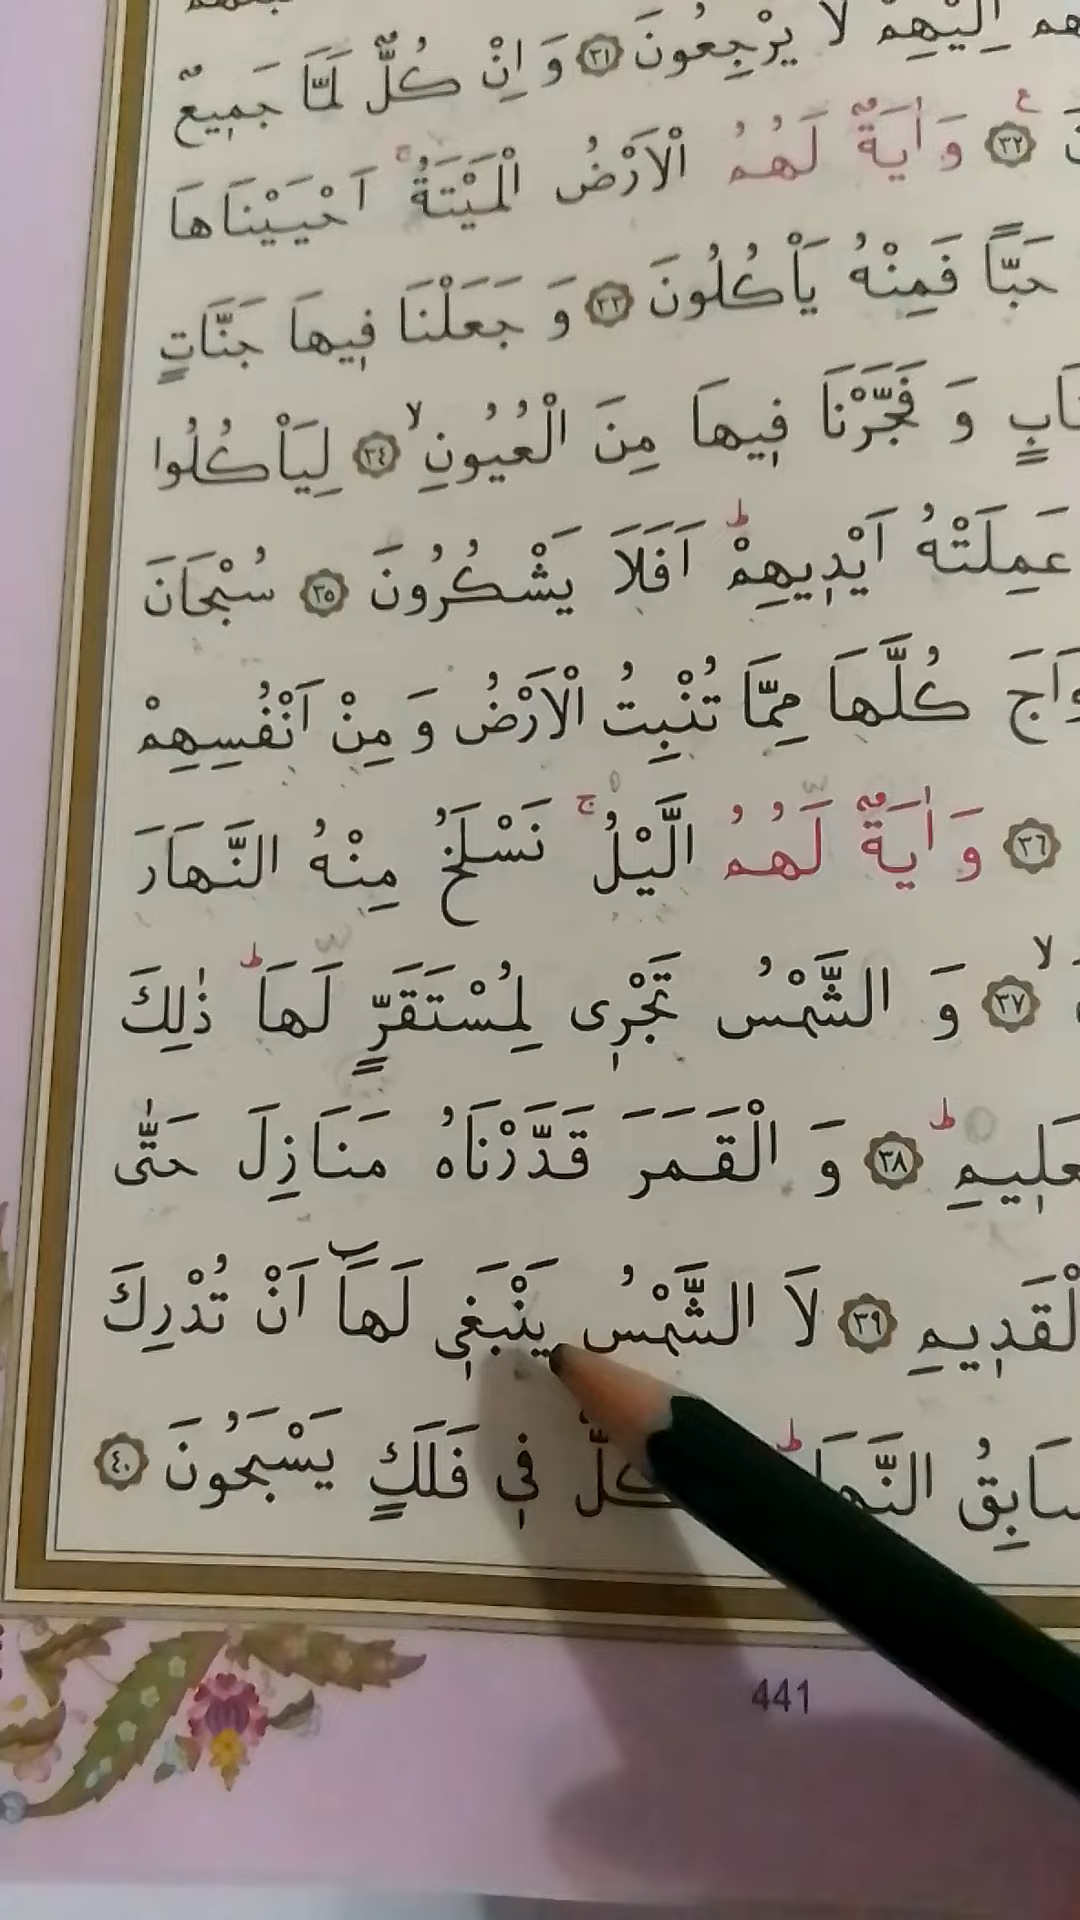 اِلَيْهِمْ لَا يَرْجِعُونَ ﴿٣١﴾ وَ اِنْ كُلٌّ لَمَّا جَمِيعٌ
﴿٣٢﴾ وَ اٰيَةٌ لَهُمُ الْاَرْضُ الْمَيْتَةُ ۚ اَحْيَيْنَاهَا
حَبًّا فَمِنْهُ يَاْكُلُونَ ﴿٣٣﴾ وَ جَعَلْنَا فِيهَا جَنَّاتٍ
وَ فَجَّرْنَا فِيهَا مِنَ الْعُيُونِ ۙ ﴿٣٤﴾ لِيَاْكُلُوا
عَمِلَتْهُ اَيْدِيهِمْ ؕ اَفَلَا يَشْكُرُونَ ﴿٣٥﴾ سُبْحَانَ
كُلَّهَا مِمَّا تُنْبِتُ الْاَرْضُ وَ مِنْ اَنْفُسِهِمْ
﴿٣٦﴾ وَ اٰيَةٌ لَهُمُ الَّيْلُ ۚ نَسْلَخُ مِنْهُ النَّهَارَ
﴿٣٧﴾ وَ الشَّمْسُ تَجْرِى لِمُسْتَقَرٍّ لَهَا ؕ ذٰلِكَ
﴿٣٨﴾ وَ الْقَمَرَ قَدَّرْنَاهُ مَنَازِلَ حَتّٰى
الْقَدِيمِ ﴿٣٩﴾ لَا الشَّمْسُ يَنْبَغِى لَهَٓا اَنْ تُدْرِكَ
سَابِقُ كُلٌّ فِى فَلَكٍ يَسْبَحُونَ ﴿٤٠﴾
441